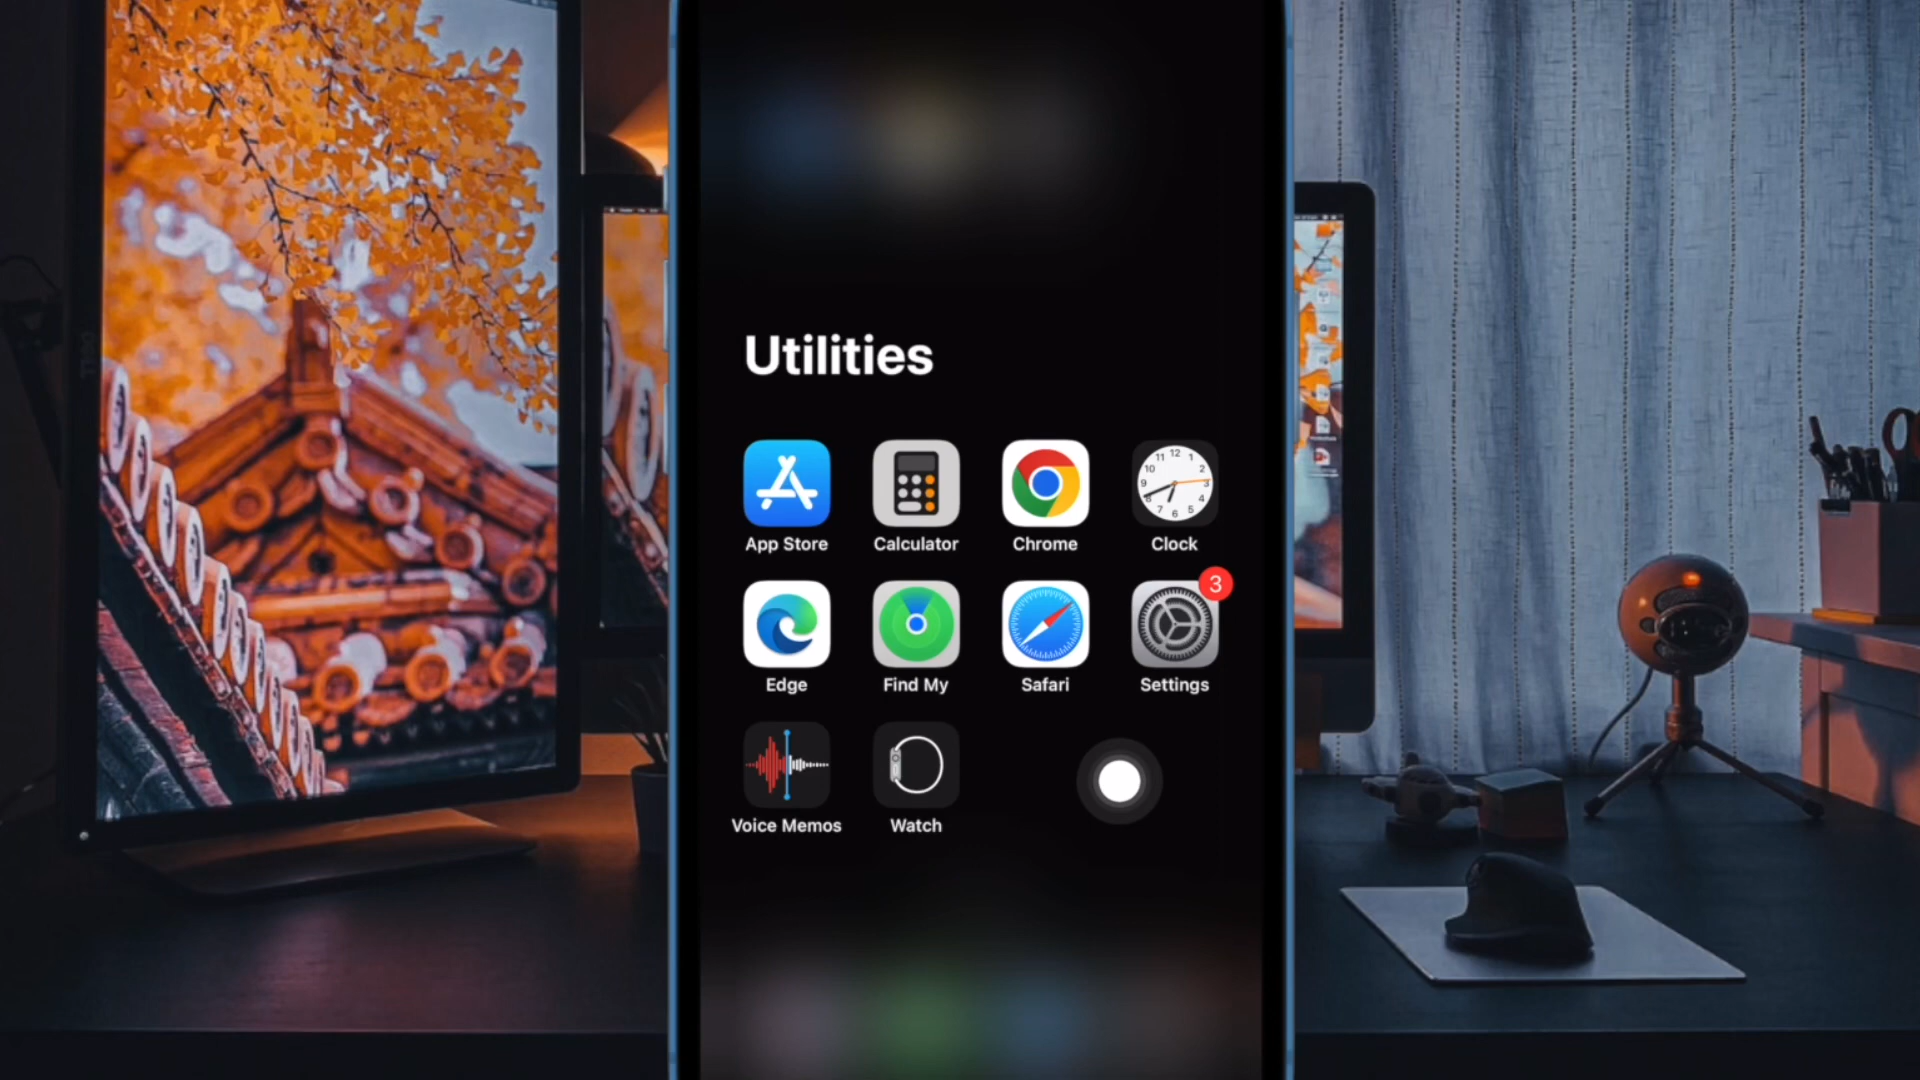 Utilities
App Store
Calculator
Chrome
Clock
3
Edge
Find My
Safari
Settings
Voice Memos
Watch